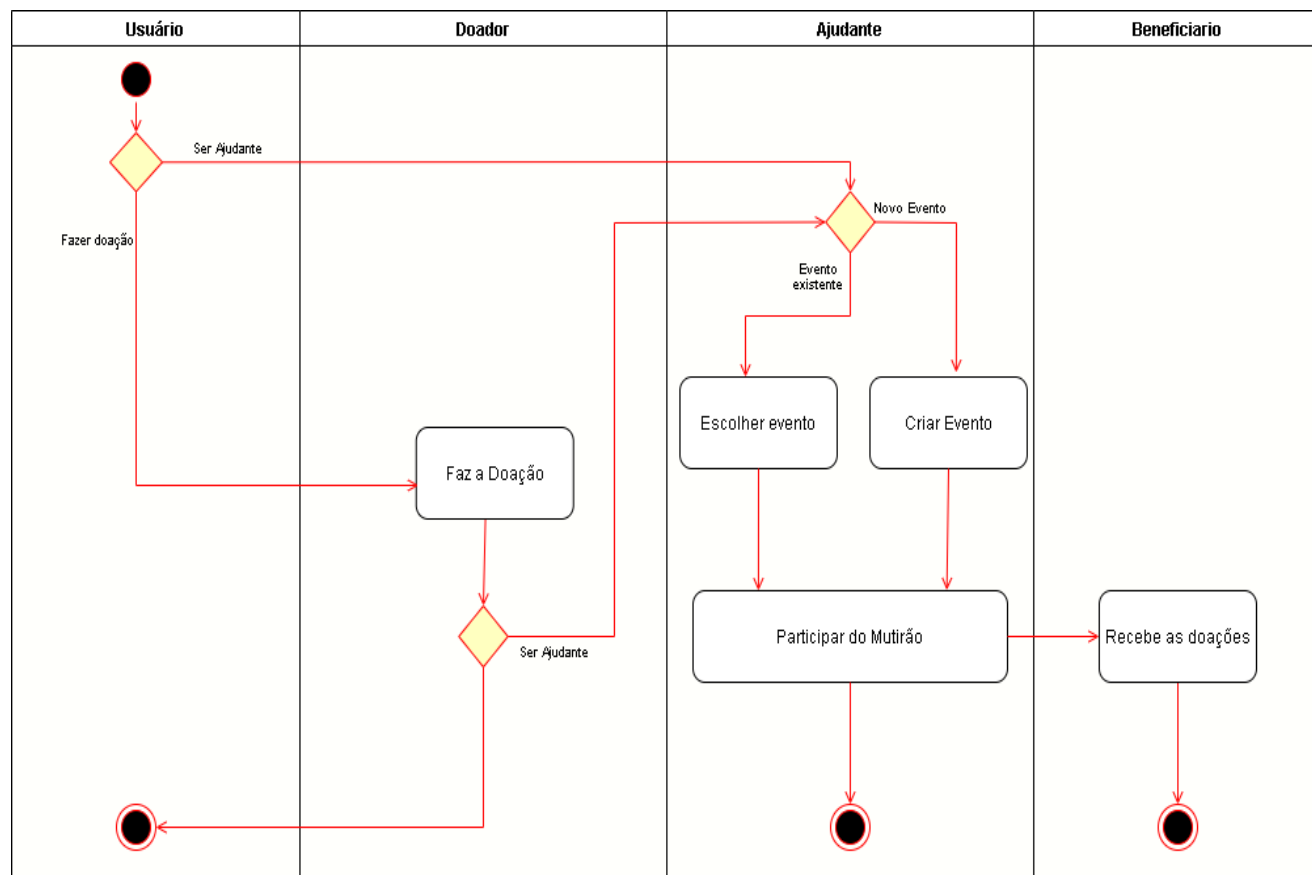 Usuário
Doador
Ajudante
Beneficiario
Ser Ajudante
Novo Evento
Fazer doação
Evento
existente
Escolher evento
Criar Evento
Faz a Doação
Ser Ajudante
Participar do Mutirão
Recebe as doações